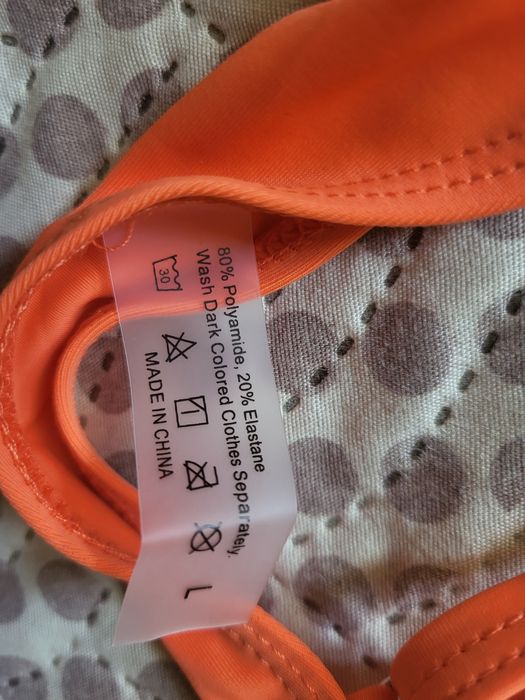 80% Polyamide, 20% Elastane
Wash Dark Colored Clothes Separately.
30
L
MADE IN CHINA